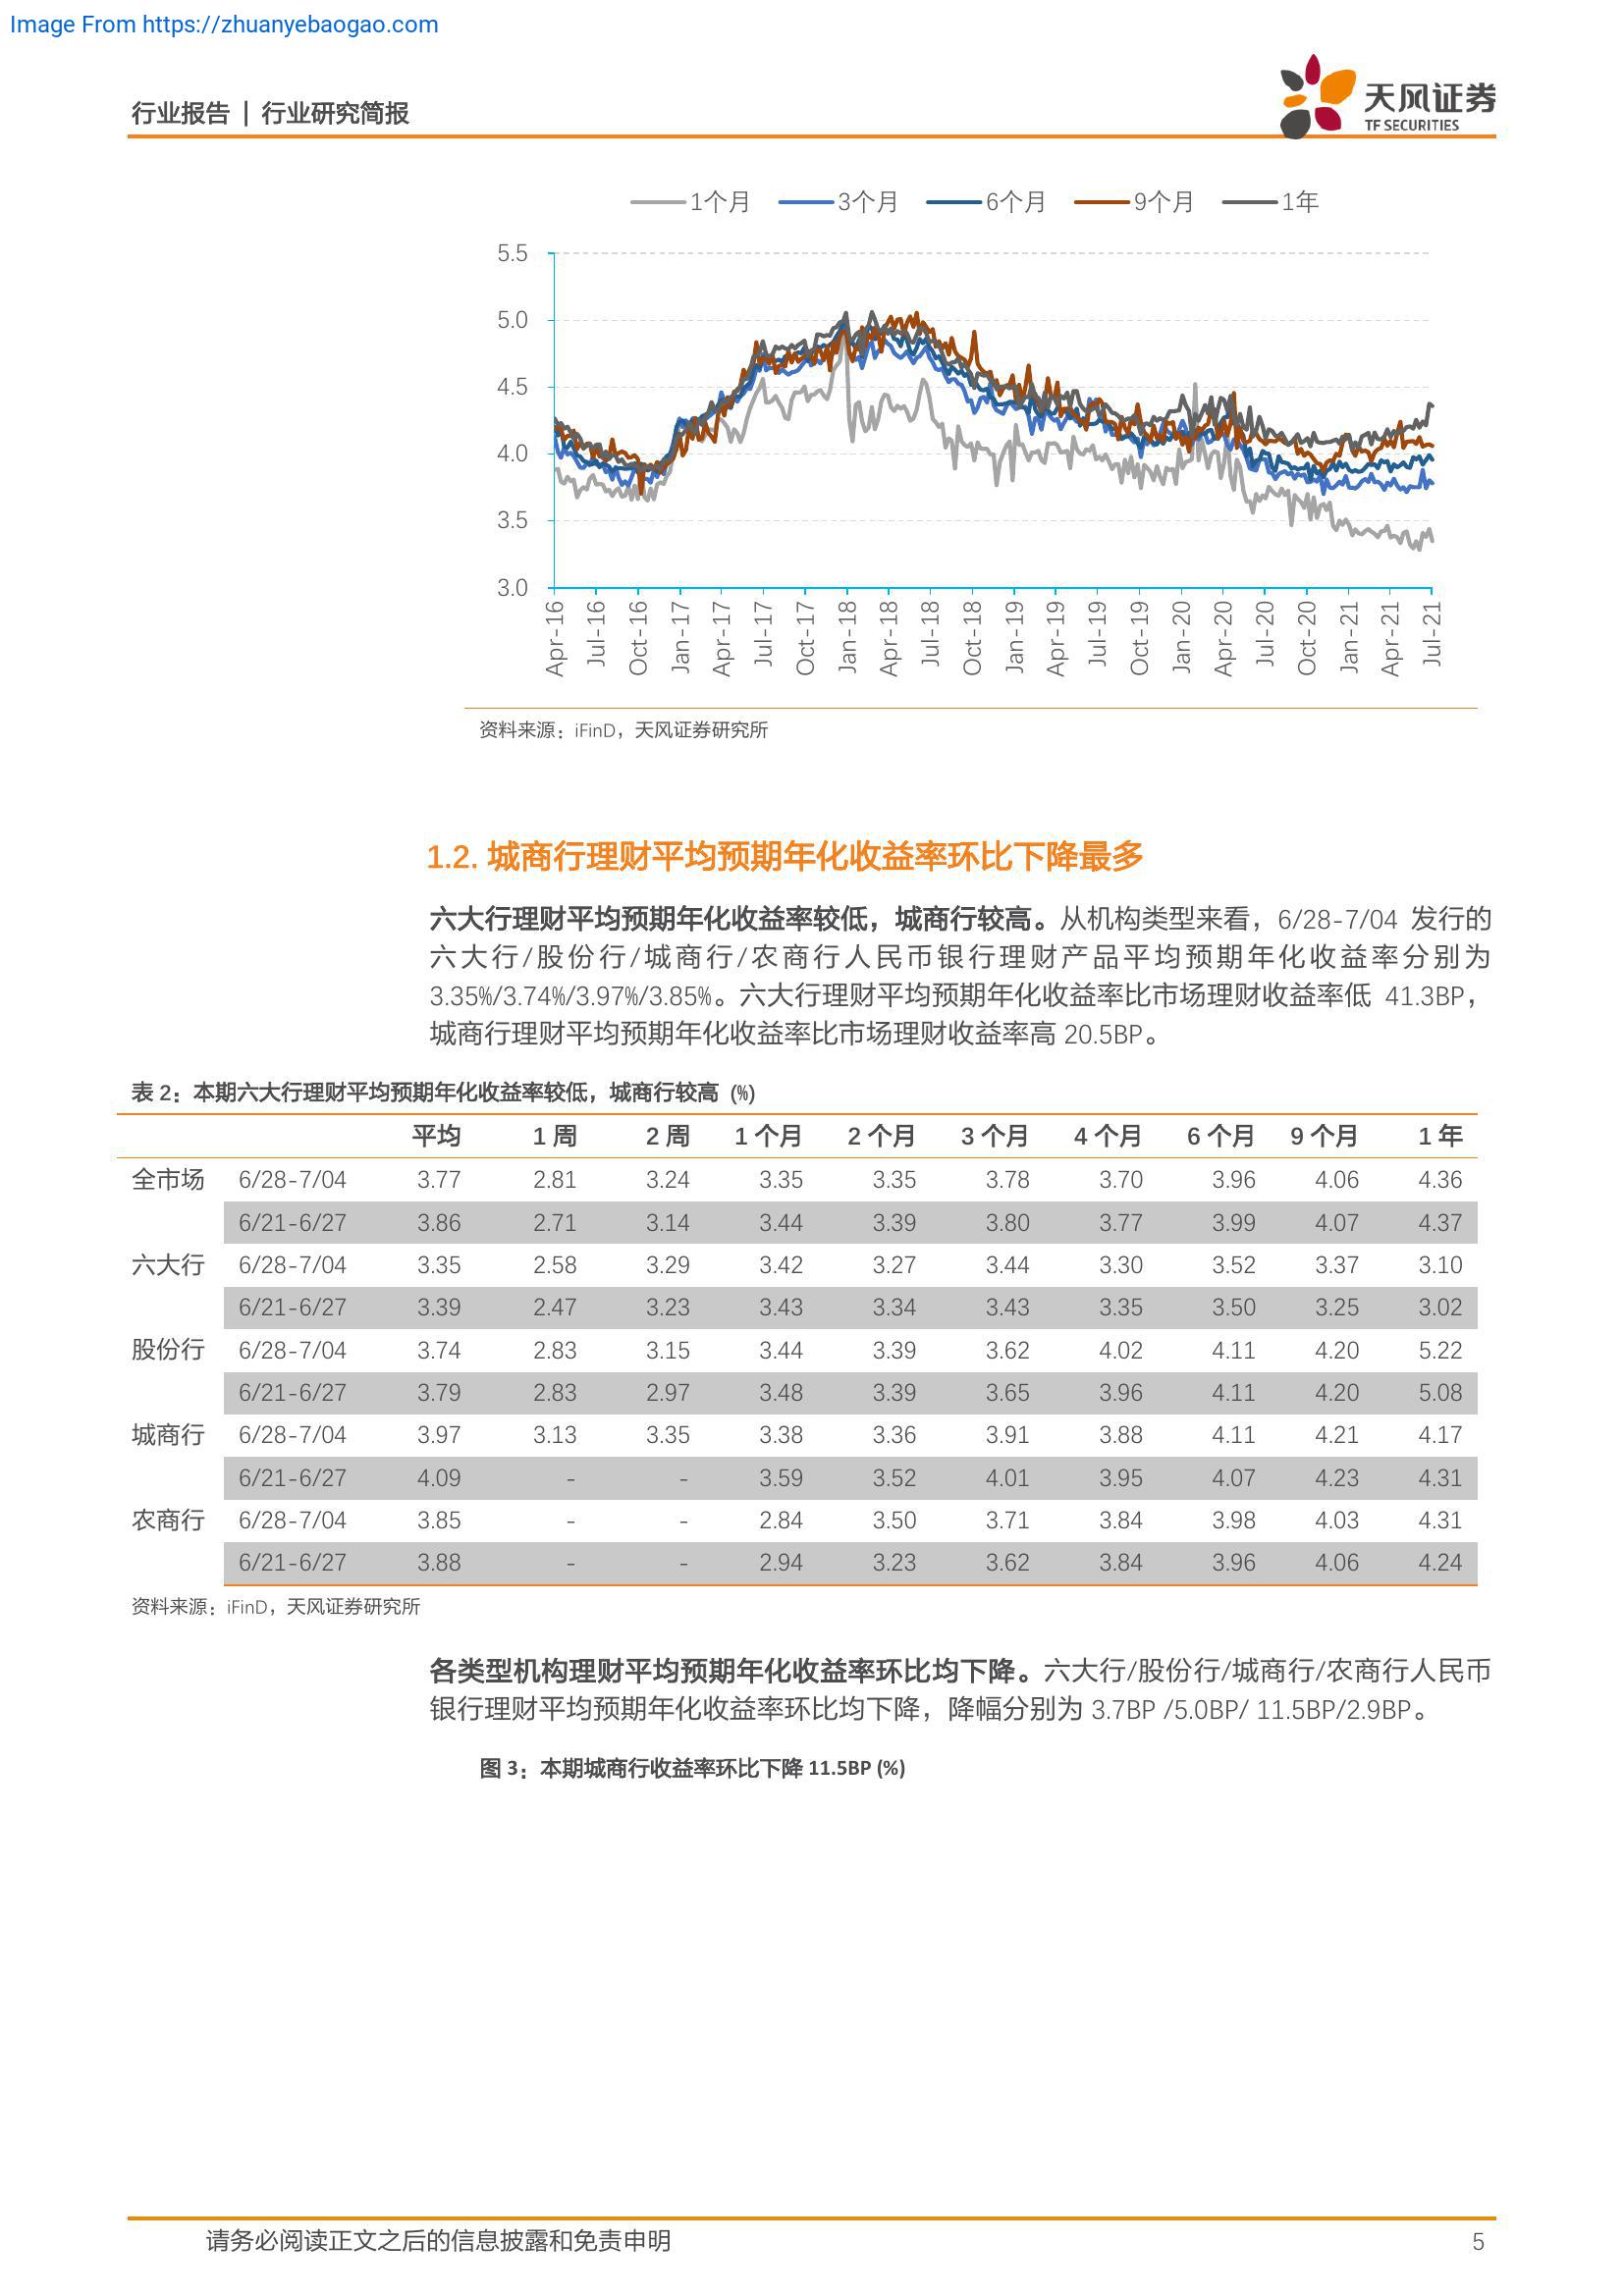 Image From https://zhuanyebaogao.com
行业报告 | 行业研究简报
天风证券
TF SECURITIES
1个月 3个月 6个月 9个月 1年
5.5
5.0
4.5
4.0
3.5
3.0
Apr-16 Jul-16 Oct-16 Jan-17 Apr-17 Jul-17 Oct-17 Jan-18 Apr-18 Jul-18 Oct-18 Jan-19 Apr-19 Jul-19 Oct-19 Jan-20 Apr-20 Jul-20 Oct-20 Jan-21 Apr-21 Jul-21
资料来源：iFinD，天风证券研究所
1.2. 城商行理财平均预期年化收益率环比下降最多
六大行理财平均预期年化收益率较低，城商行较高。从机构类型来看，6/28-7/04 发行的
六大行/股份行/城商行/农商行人民币银行理财产品平均预期年化收益率分别为
3.35%/3.74%/3.97%/3.85%。六大行理财平均预期年化收益率比市场理财收益率低 41.3BP，
城商行理财平均预期年化收益率比市场理财收益率高 20.5BP。
表 2：本期六大行理财平均预期年化收益率较低，城商行较高 (%)
平均 1 周 2 周 1 个月 2 个月 3 个月 4 个月 6 个月 9 个月 1 年
全市场 6/28-7/04 3.77 2.81 3.24 3.35 3.35 3.78 3.70 3.96 4.06 4.36
6/21-6/27 3.86 2.71 3.14 3.44 3.39 3.80 3.77 3.99 4.07 4.37
六大行 6/28-7/04 3.35 2.58 3.29 3.42 3.27 3.44 3.30 3.52 3.37 3.10
6/21-6/27 3.39 2.47 3.23 3.43 3.34 3.43 3.35 3.50 3.25 3.02
股份行 6/28-7/04 3.74 2.83 3.15 3.44 3.39 3.62 4.02 4.11 4.20 5.22
6/21-6/27 3.79 2.83 2.97 3.48 3.39 3.65 3.96 4.11 4.20 5.08
城商行 6/28-7/04 3.97 3.13 3.35 3.38 3.36 3.91 3.88 4.11 4.21 4.17
6/21-6/27 4.09 - - 3.59 3.52 4.01 3.95 4.07 4.23 4.31
农商行 6/28-7/04 3.85 - - 2.84 3.50 3.71 3.84 3.98 4.03 4.31
6/21-6/27 3.88 - - 2.94 3.23 3.62 3.84 3.96 4.06 4.24
资料来源：iFinD，天风证券研究所
各类型机构理财平均预期年化收益率环比均下降。六大行/股份行/城商行/农商行人民币
银行理财平均预期年化收益率环比均下降，降幅分别为 3.7BP /5.0BP/ 11.5BP/2.9BP。
图 3：本期城商行收益率环比下降 11.5BP (%)
请务必阅读正文之后的信息披露和免责申明 5